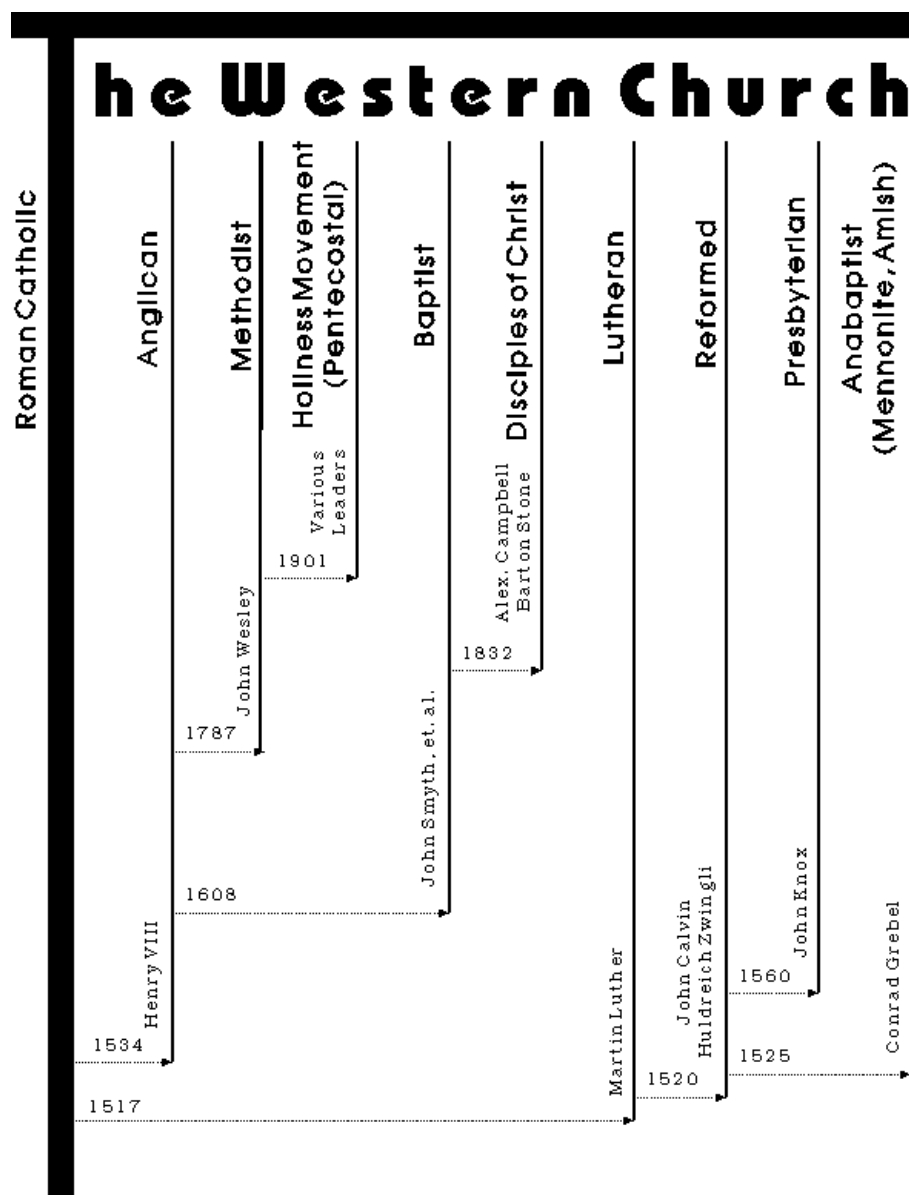 he Western Church
Roman Catholic
Anglican
Methodist
Holiness Movement
(Pentecostal)
Baptist
Disciples of Christ
Lutheran
Reformed
Presbyterian
Anabaptist
(Mennonite, Amish)
Various
Leaders
1901
Alex. Campbell
Barton Stone
1832
John Wesley
1787
John Smyth, et. al.
1608
Henry VIII
1534
Martin Luther
1517
John Calvin
Huldreich Zwingli
1520
John Knox
1560
Conrad Grebel
1525